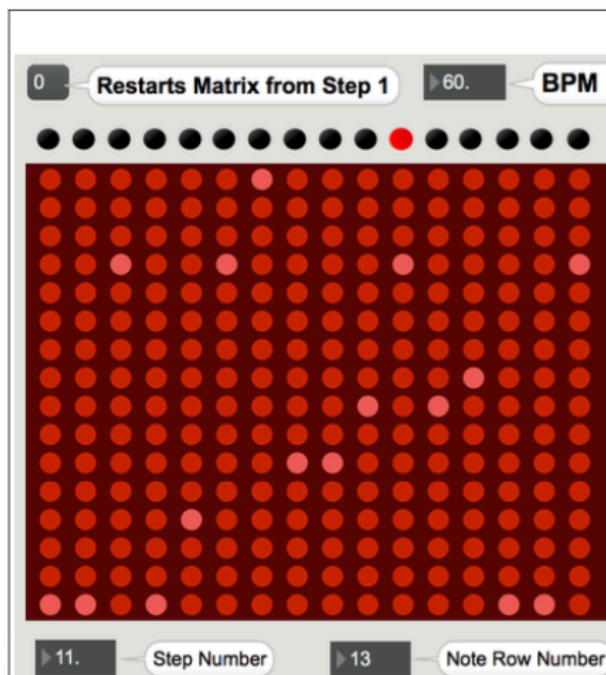 0 Restarts Matrix from Step 1 60. BPM
11. Step Number 13 Note Row Number